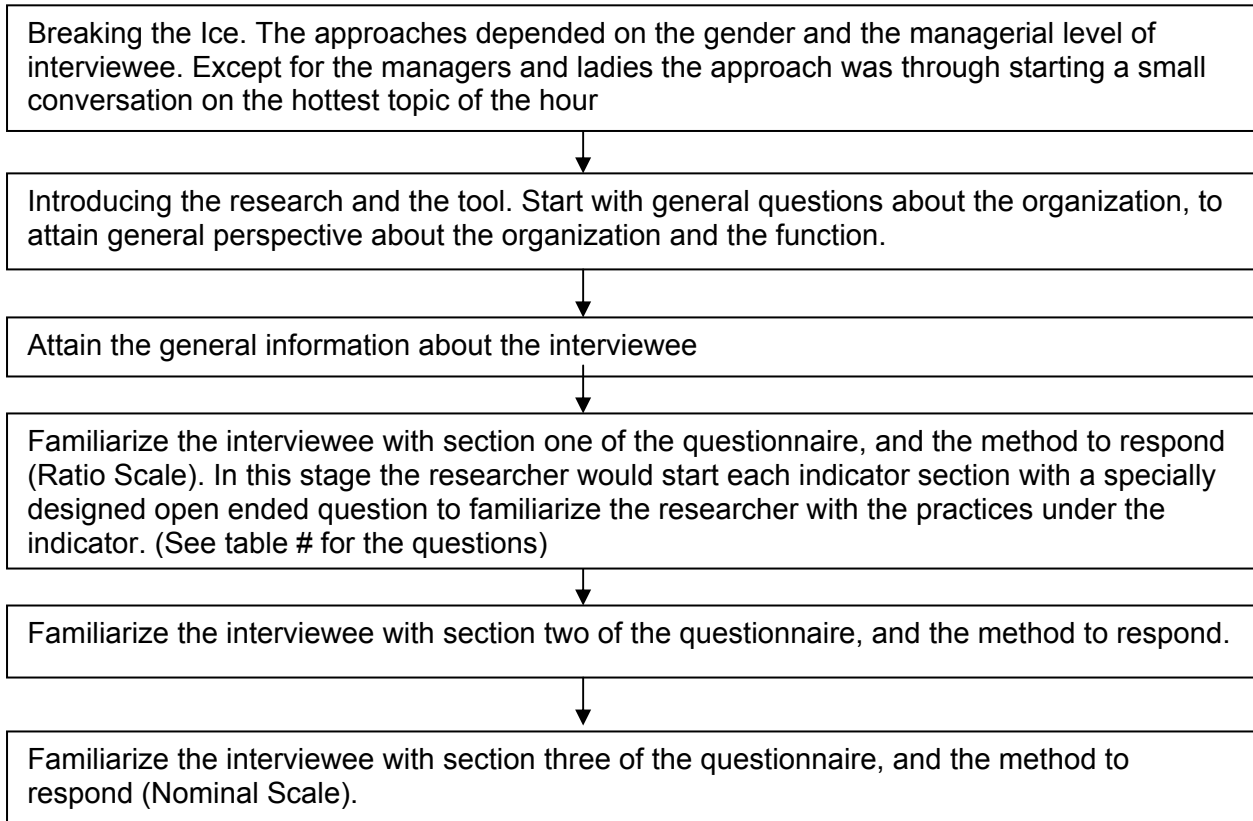 Breaking the Ice. The approaches depended on the gender and the managerial level of
interviewee. Except for the managers and ladies the approach was through starting a small
conversation on the hottest topic of the hour
Introducing the research and the tool. Start with general questions about the organization, to
attain general perspective about the organization and the function.
Attain the general information about the interviewee
Familiarize the interviewee with section one of the questionnaire, and the method to respond
(Ratio Scale). In this stage the researcher would start each indicator section with a specially
designed open ended question to familiarize the researcher with the practices under the
indicator. (See table # for the questions)
Familiarize the interviewee with section two of the questionnaire, and the method to respond.
Familiarize the interviewee with section three of the questionnaire, and the method to
respond (Nominal Scale).